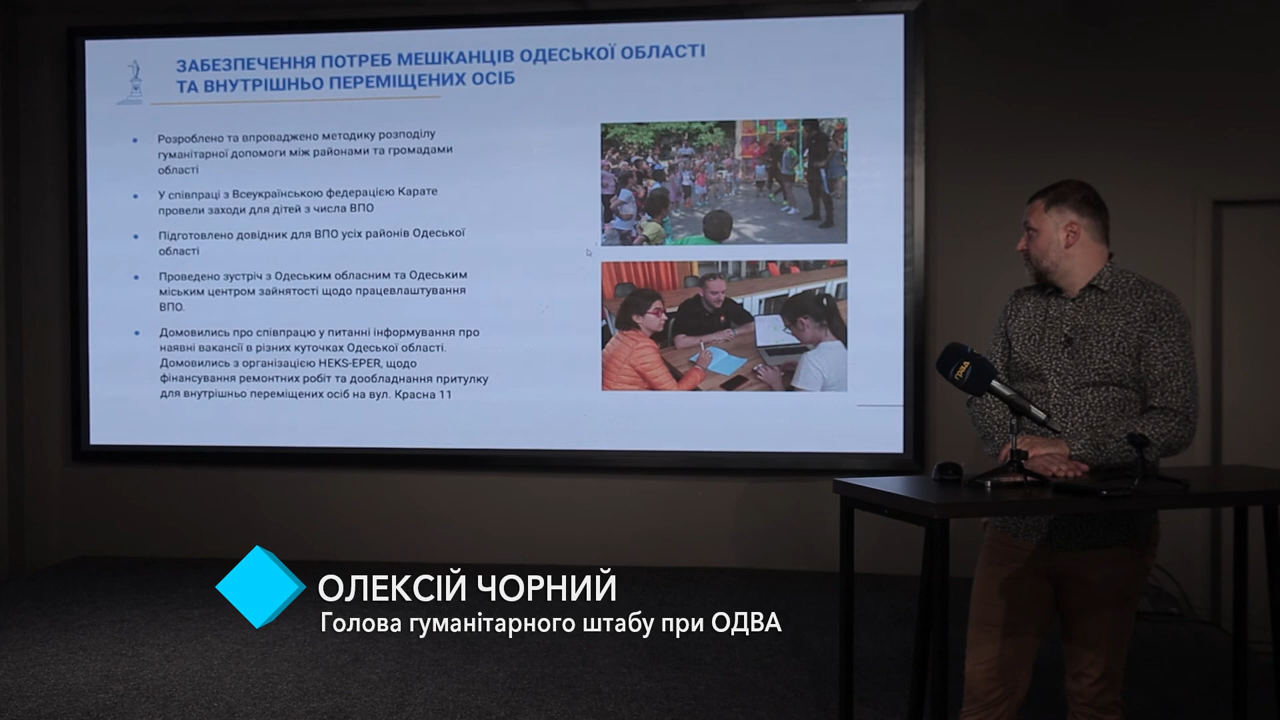 ЗАБЕЗПЕЧЕННЯ ПОТРЕБ МЕШКАНЦІВ ОДЕСЬКОЇ ОБЛАСТІ
ТА ВНУТРІШНЬО ПЕРЕМІЩЕНИХ ОСІБ
Розроблено та впроваджено методику розподілу
гуманітарної допомоги між районами та громадами
області
У співпраці з Всеукраїнською федерацією Карате
провели заходи для дітей з числа ВПО
Підготовлено довідник для ВПО усіх районів Одеської
області
Проведено зустріч з Одеським обласним та Одеським
міським центром зайнятості щодо працевлаштування
ВПО.
Домовились про співпрацю у питанні інформування про
наявні вакансії в різних куточках Одеської області.
Домовились з організацією HEKS-EPER, щодо
фінансування ремонтних робіт та дообладнання притулку
для внутрішньо переміщених осіб на вул. Красна 11
град
ОЛЕКСІЙ ЧОРНИЙ
Голова гуманітарного штабу при ОДВА